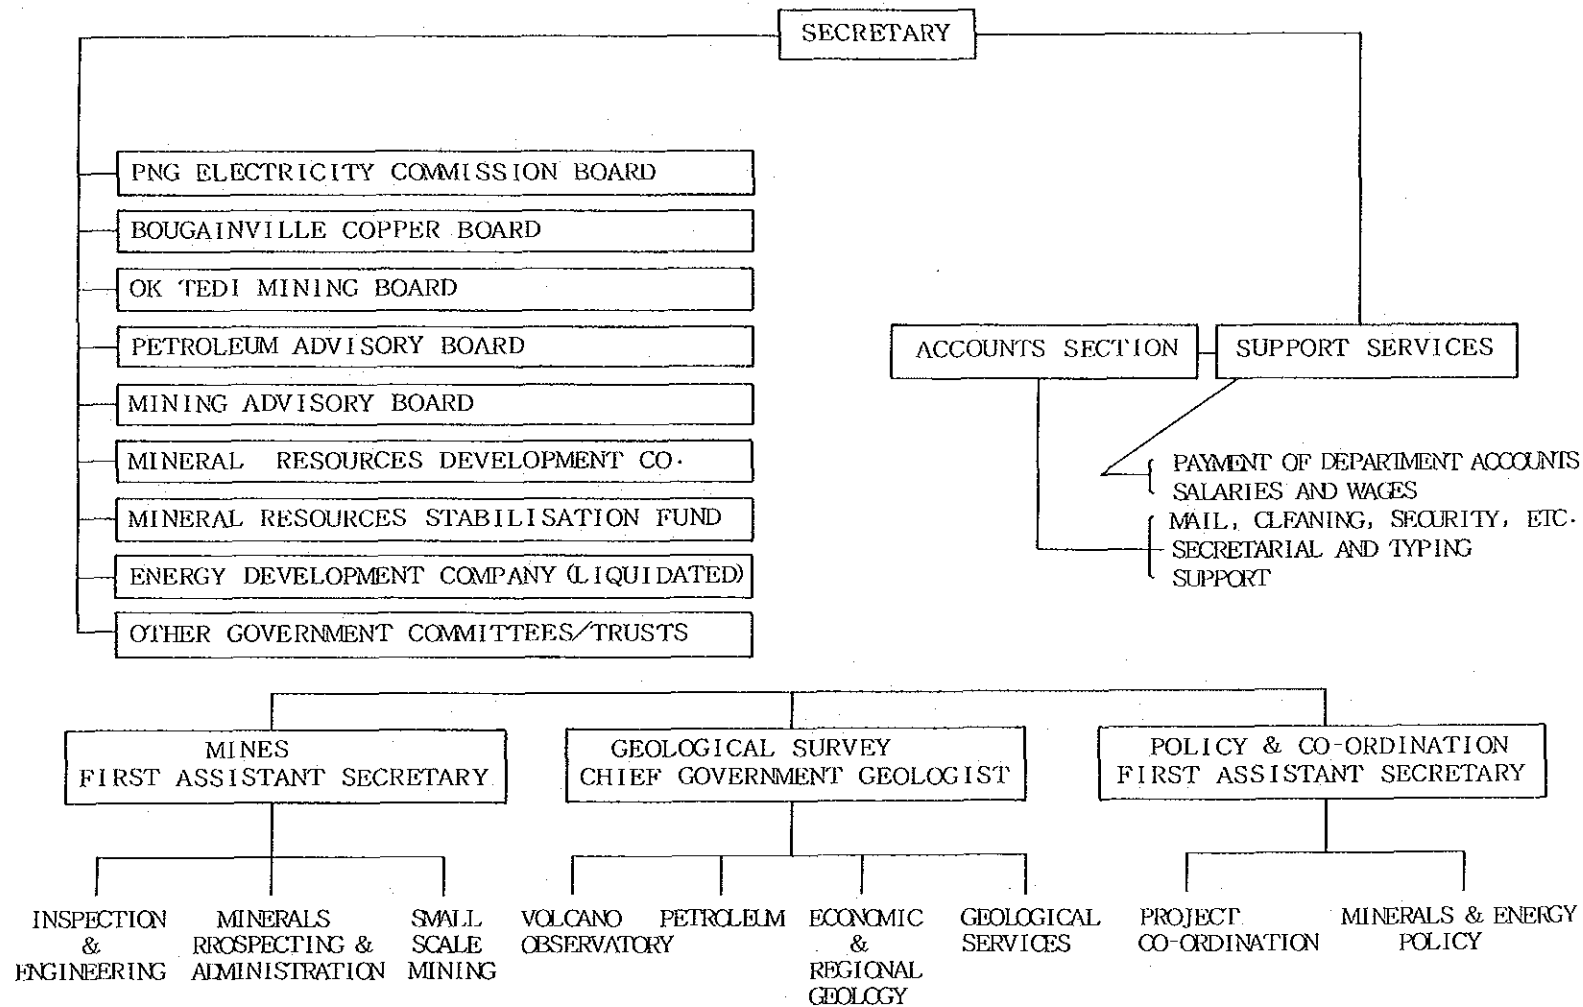 SECRETARY
PNG ELECTRICITY COMMISSION BOARD
BOUGAINVILLE COPPER BOARD
OK TEDI MINING BOARD
PETROLEUM ADVISORY BOARD
MINING ADVISORY BOARD
MINERAL RESOURCES DEVELOPMENT CO.
MINERAL RESOURCES STABILISATION FUND
ENERGY DEVELOPMENT COMPANY (LIQUIDATED)
OTHER GOVERNMENT COMMITTEES/TRUSTS
ACCOUNTS SECTION
SUPPORT SERVICES
PAYMENT OF DEPARTMENT ACCOUNTS
SALARIES AND WAGES
MAIL, CLEANING, SECURITY, ETC.
SECRETARIAL AND TYPING
SUPPORT
MINES
FIRST ASSISTANT SECRETARY
GEOLOGICAL SURVEY
CHIEF GOVERNMENT GEOLOGIST
POLICY & CO-ORDINATION
FIRST ASSISTANT SECRETARY
INSPECTION
&
ENGINEERING
MINERALS
RROSPECTING &
ADMINISTRATION
SMALL
SCALE
MINING
VOLCANO
OBSERVATORY
PETROLEUM
ECONOMIC
&
REGIONAL
GEOLOGY
GEOLOGICAL
SERVICES
PROJECT
CO-ORDINATION
MINERALS & ENERGY
POLICY